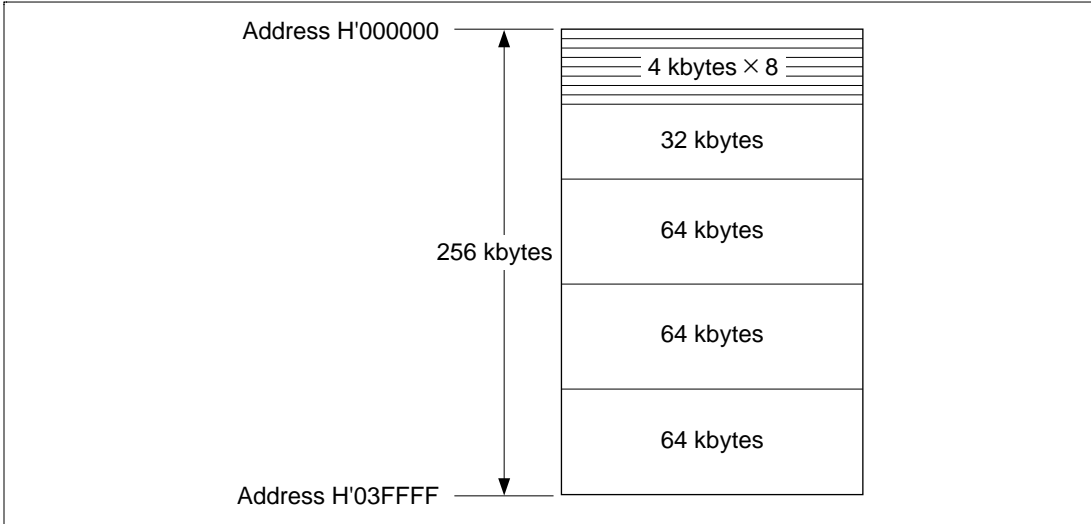 Address H'000000
4 kbytes × 8
32 kbytes
64 kbytes
256 kbytes
64 kbytes
64 kbytes
Address H'03FFFF